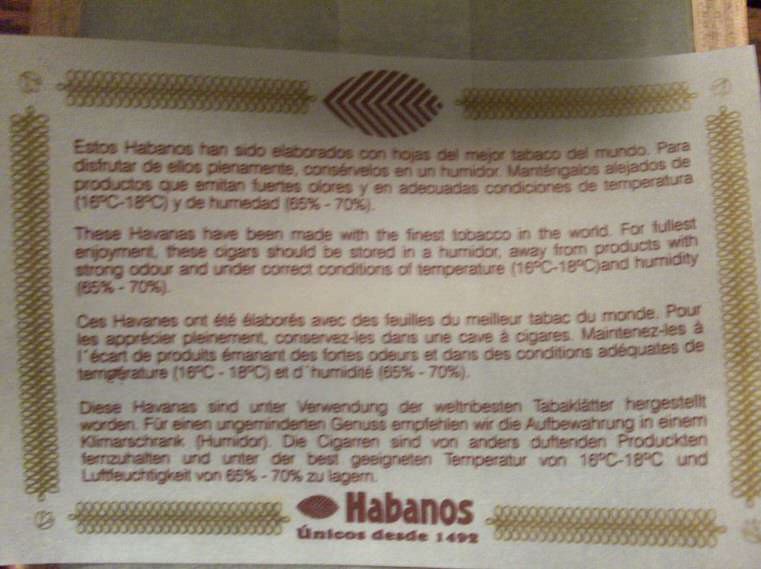 Estos Habanos han sido elaborados con hojas del mejor tabaco del mundo. Para
disfrutar de ellos plenamente, consérvelos en un humidor. Manténgalos alejados de
productos que emitan fuertes olores y en adecuadas condiciones de temperatura
(16ºC-18ºC) y de humedad (65% - 70%).
These Havanas have been made with the finest tobacco in the world. For fullest
enjoyment, these cigars should be stored in a humidor, away from products with
strong odour and under correct conditions of temperature (16ºC-18ºC)and humidity
(65% - 70%).
Ces Havanes ont été élaborés avec des feuilles du meilleur tabac du monde. Pour
les apprécier pleinement, conservez-les dans une cave à cigares. Maintenez-les à
l´écart de produits émanant des fortes odeurs et dans des conditions adéquates de
température (16ºC - 18ºC) et d´humidité (65% - 70%).
Diese Havanas sind unter Verwendung der weltnbesten Tabaklätter hergestellt
worden. Für einen ungeminderten Genuss empfehlen wir die Aufbewahrung in einem
Klimarschrank (Humidor). Die Cigarren sind von anders duftenden Produckten
fernzuhalten und unter der best geeigneten Temperatur von 16ºC-18ºC und
Luftfeuchtigkeit von 65% - 70% zu lagern.
Habanos
Únicos desde 1492